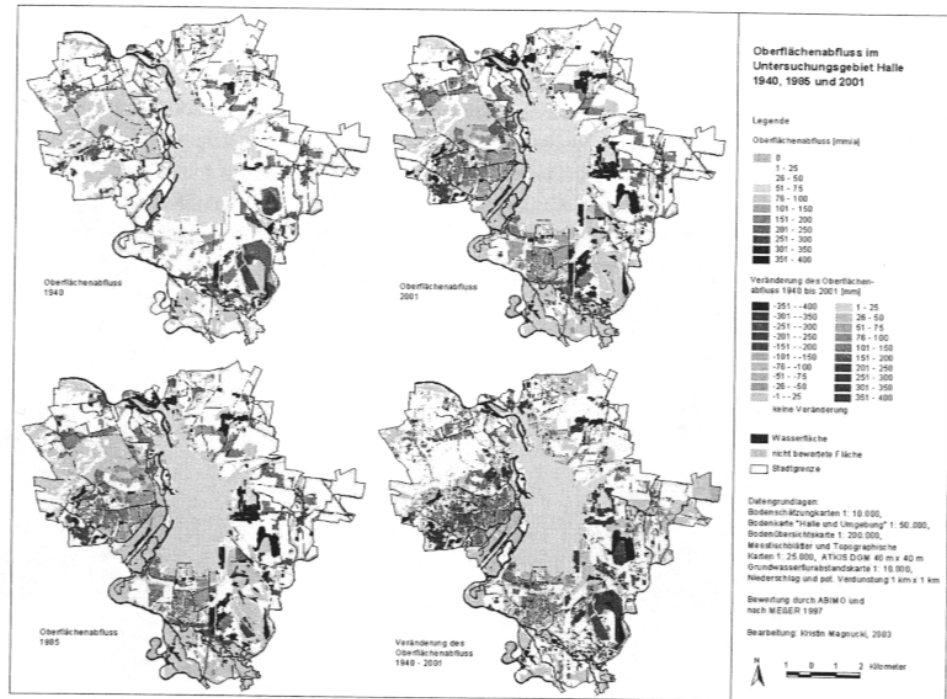 Oberflächenabfluss im
Untersuchungsgebiet Halle
1940, 1985 und 2001
Legende
Oberflächenabfluss [mm/a]
0
1 - 25
26 - 50
51 - 75
76 - 100
101 - 150
151 - 200
201 - 250
251 - 300
301 - 350
351 - 400
Veränderung des Oberflächen-
abfluss 1940 bis 2001 [mm]
-351 - -400
-301 - -350
-251 - -300
-201 - -250
-151 - -200
-101 - -150
-76 - -100
-51 - -75
-26 - -50
-1 - -25
keine Veränderung
1 - 25
26 - 50
51 - 75
76 - 100
101 - 150
151 - 200
201 - 250
251 - 300
301 - 350
351 - 400
Wasserfläche
nicht bewertete Fläche
Stadtgrenze
Datengrundlagen:
Bodenschätzungkarten 1: 10.000,
Bodenkarte "Halle und Umgebung" 1: 50.000,
Bodenübersichtskarte 1: 200.000,
Messtischblätter und Topographische
Karten 1: 25.000, ATKIS DGM 40 m x 40 m
Grundwasserflurabstandskarte 1: 10.000,
Niederschlag und pot. Verdunstung 1 km x 1 km
Bewertung durch ABIMO und
nach MEßER 1997
Bearbeitung: Kristin Magnucki, 2003
N
1 0 1 2 Kilometer
Oberflächenabfluss
1940
Oberflächenabfluss
2001
Oberflächenabfluss
1985
Veränderung des
Oberflächenabfluss
1940 - 2001